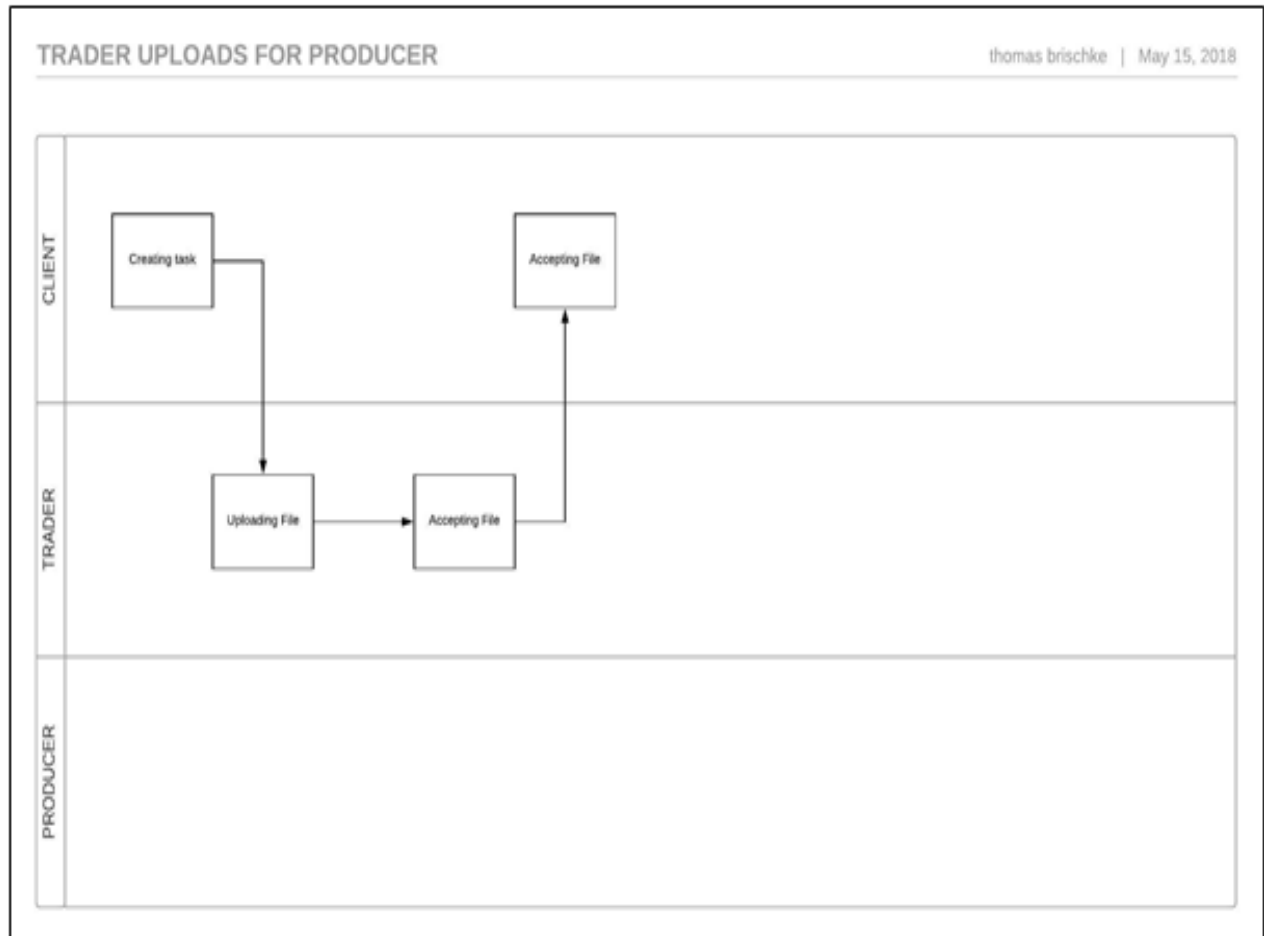 TRADER UPLOADS FOR PRODUCER
thomas brischke | May 15, 2018
CLIENT
Creating task
Accepting File
TRADER
Uploading File
Accepting File
PRODUCER